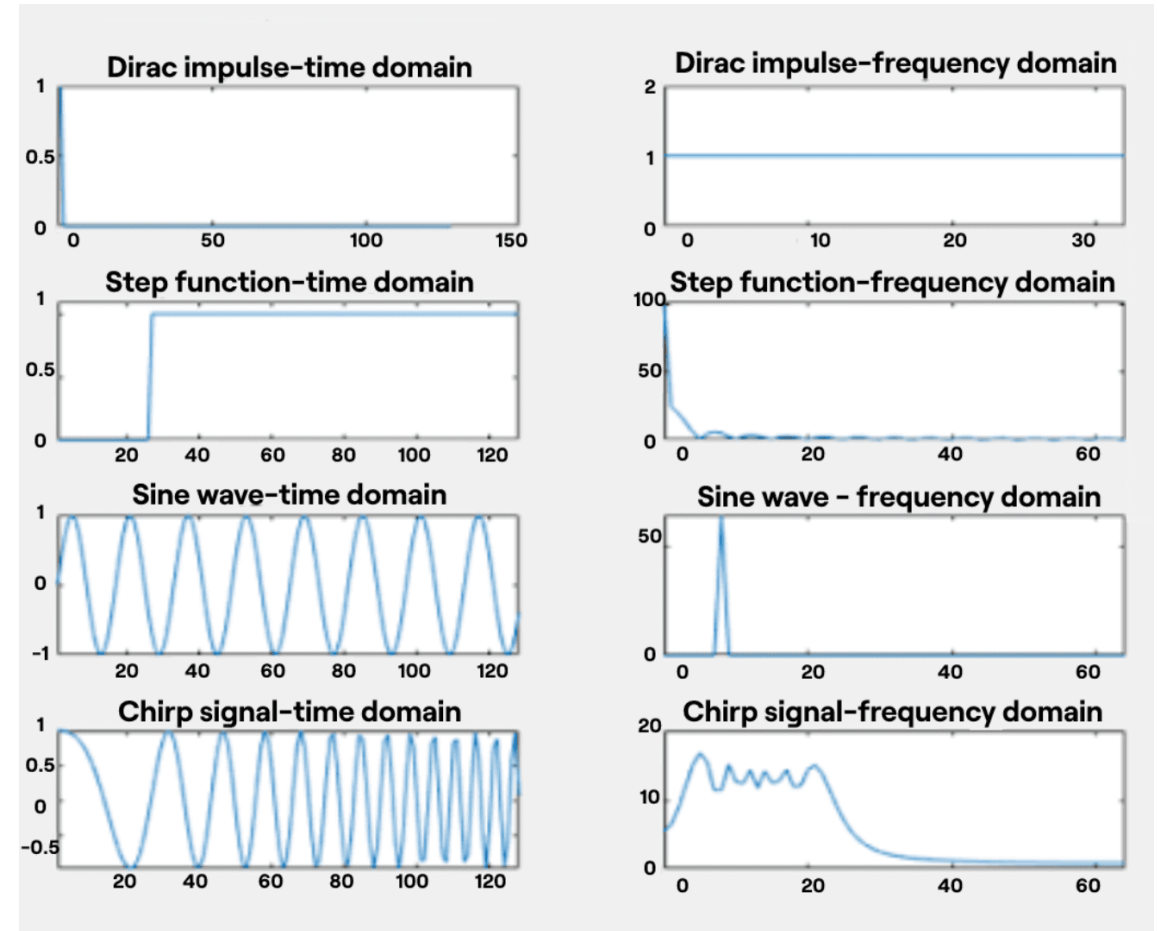 Dirac impulse-time domain
1
0.5
0
0 50 100 150
Dirac impulse-frequency domain
2
1
0
0 10 20 30
Step function-time domain
1
0.5
0
20 40 60 80 100 120
Step function-frequency domain
100
50
0
0 20 40 60
Sine wave-time domain
1
0
-1
20 40 60 80 100 120
Sine wave - frequency domain
50
0
0 20 40 60
Chirp signal-time domain
1
0.5
0
-0.5
20 40 60 80 100 120
Chirp signal-frequency domain
20
10
0
0 20 40 60